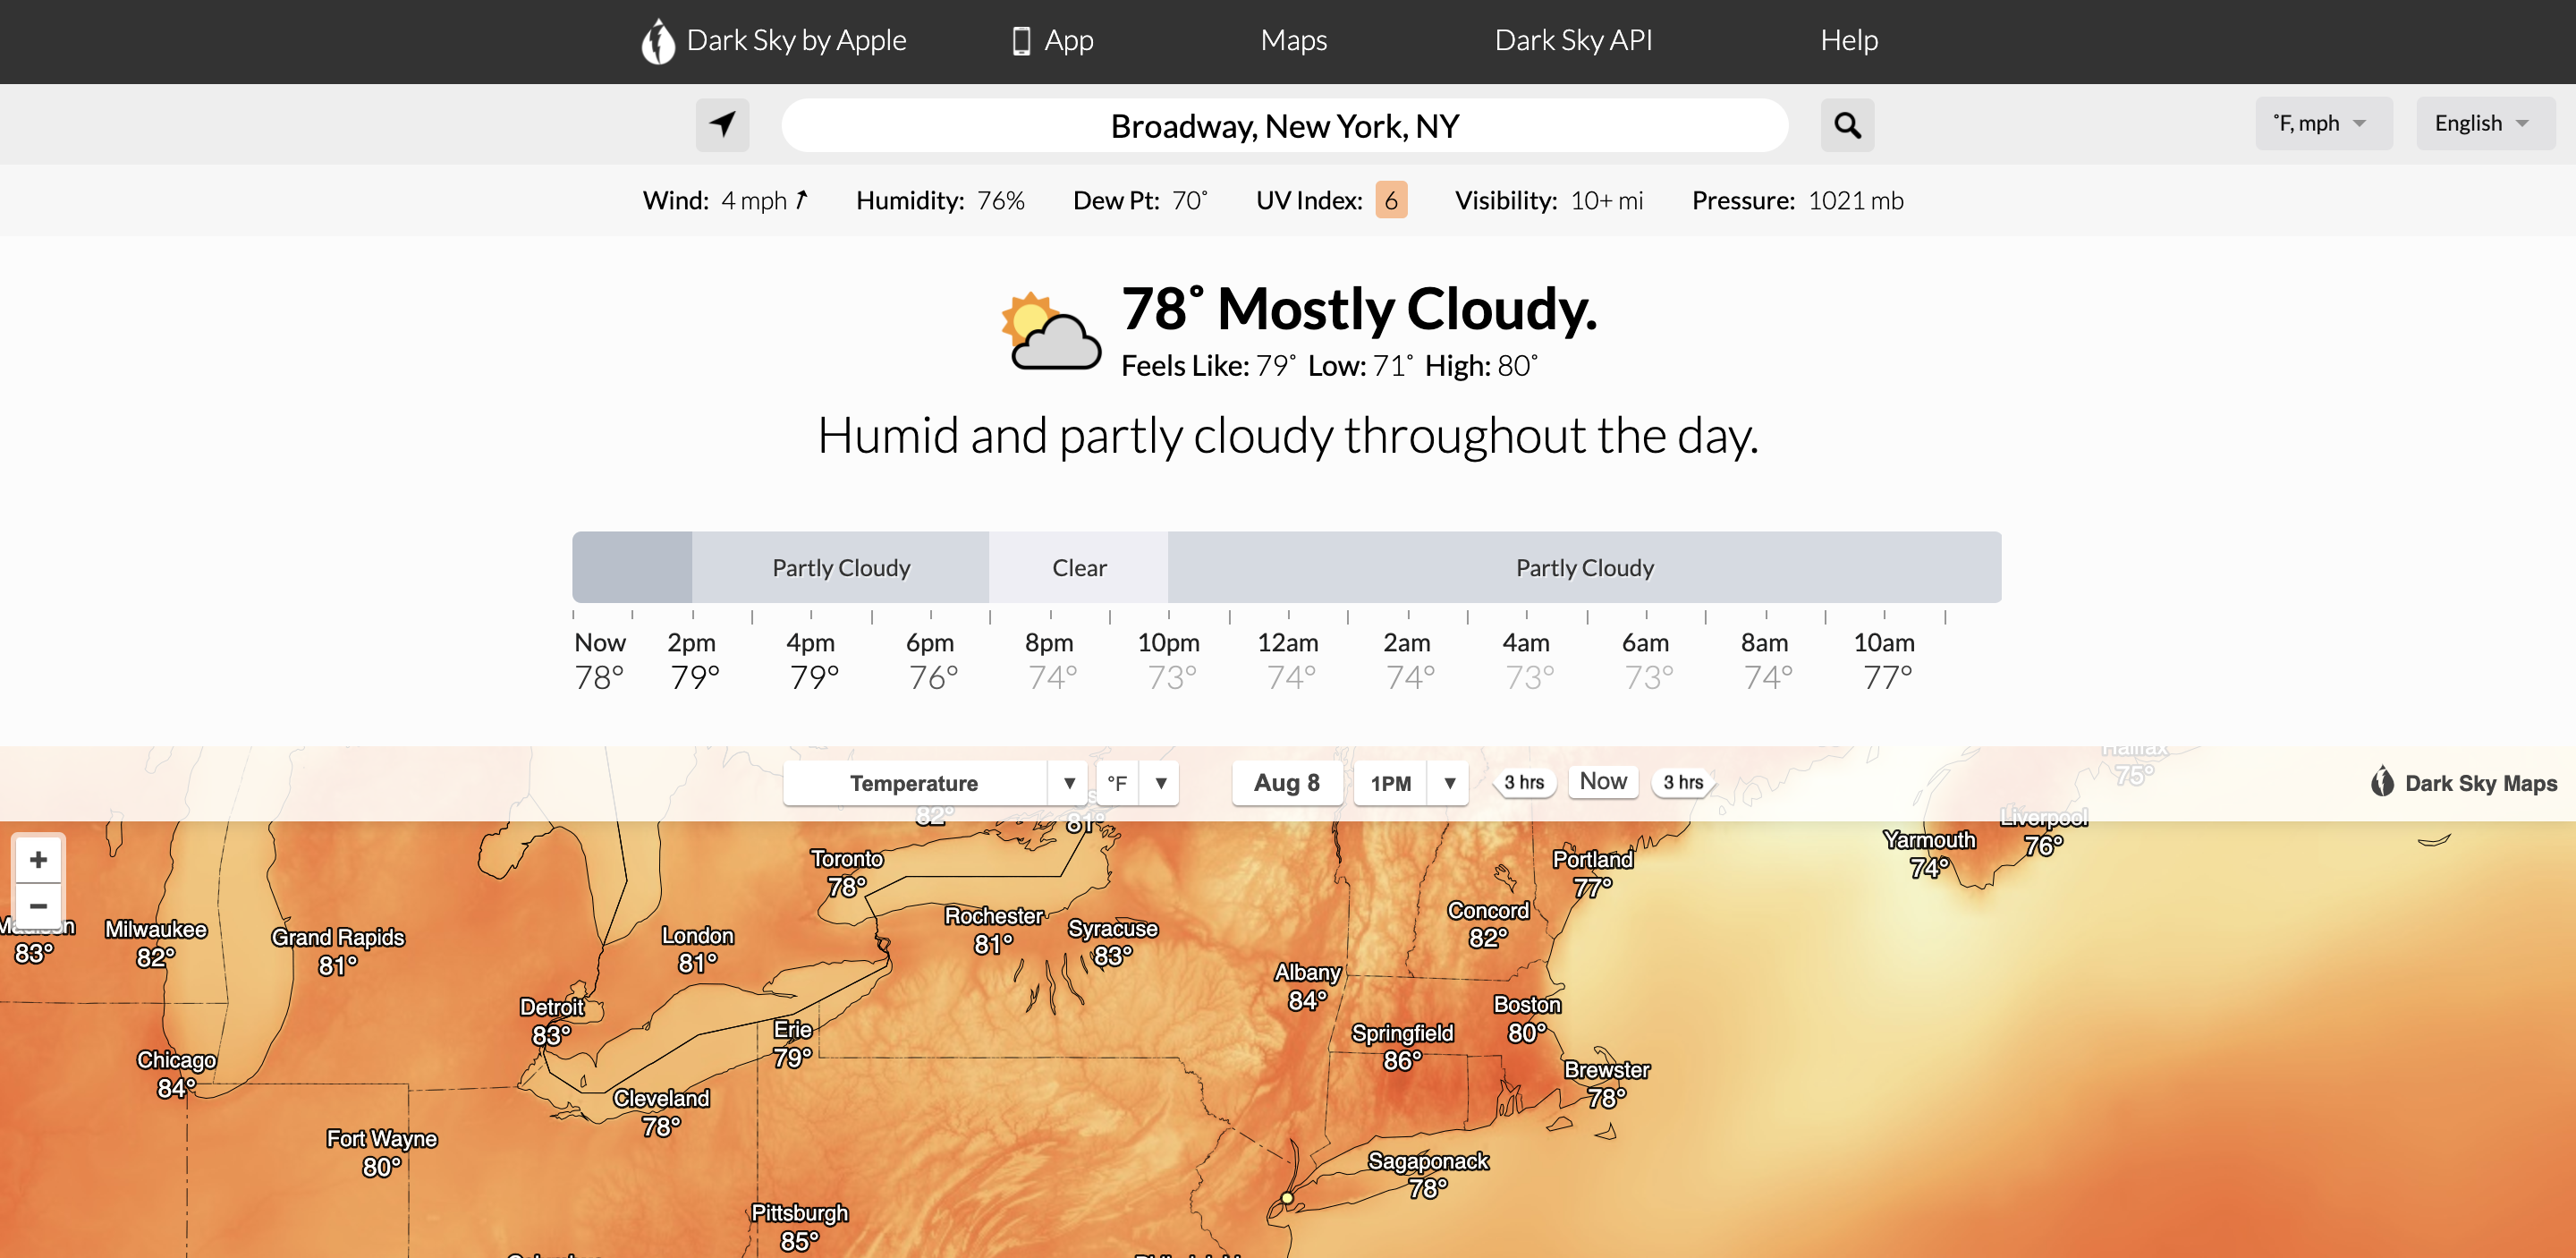 Dark Sky by Apple App Maps Dark Sky API Help
Broadway, New York, NY
˚F, mph
English
Wind: 4 mph Humidity: 76% Dew Pt: 70˚ UV Index: 6 Visibility: 10+ mi Pressure: 1021 mb
78˚ Mostly Cloudy.
Feels Like: 79˚ Low: 71˚ High: 80˚
Humid and partly cloudy throughout the day.
Partly Cloudy Clear Partly Cloudy
Now 2pm 4pm 6pm 8pm 10pm 12am 2am 4am 6am 8am 10am
78° 79° 79° 76° 74° 73° 74° 74° 73° 73° 74° 77°
Halifax
75°
Temperature ▼ °F ▼ Aug 8 1PM ▼ 3 hrs Now 3 hrs
Dark Sky Maps
82°
81°
Liverpool
76°
Yarmouth
74°
+
−
Toronto
78°
Portland
77°
Rochester
81°
Syracuse
83°
Concord
82°
Madison
83°
Milwaukee
82°
Grand Rapids
81°
London
81°
Albany
84°
Detroit
83°
Boston
80°
Erie
79°
Springfield
86°
Chicago
84°
Brewster
78°
Cleveland
78°
Fort Wayne
80°
Sagaponack
78°
Pittsburgh
85°